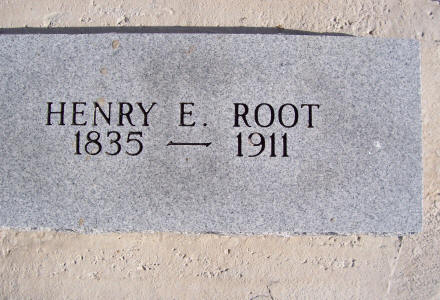 HENRY E. ROOT
1835 — 1911